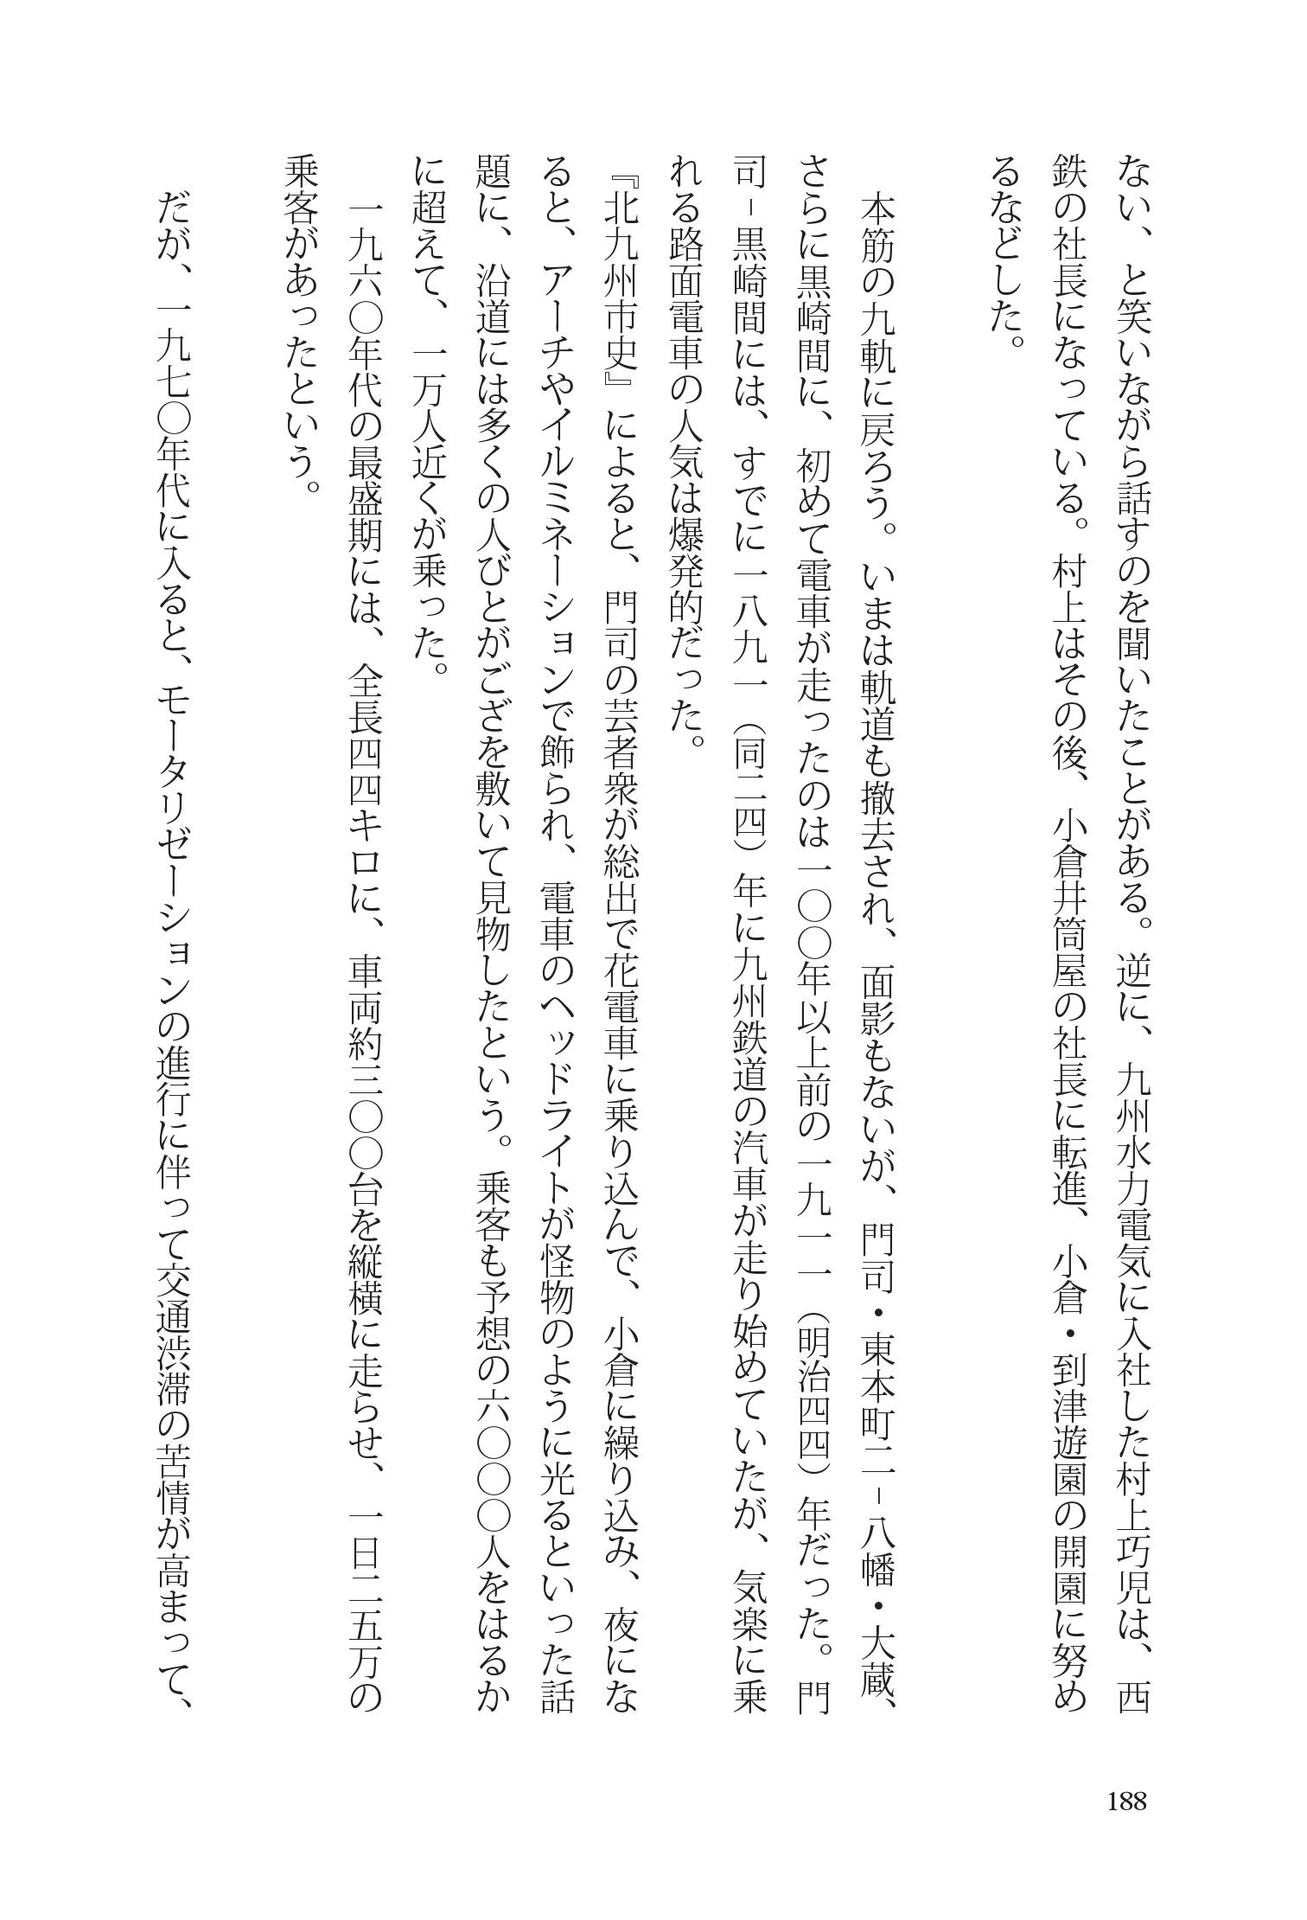 ない、と笑いながら話すのを聞いたことがある。逆に、九州水力電気に入社した村上巧児は、西
鉄の社長になっている。村上はその後、小倉井筒屋の社長に転進、小倉・到津遊園の開園に努め
るなどした。
本筋の九軌に戻ろう。いまは軌道も撤去され、面影もないが、門司・東本町二－八幡・大蔵、
さらに黒崎間に、初めて電車が走ったのは一〇〇年以上前の一九一一（明治四四）年だった。門
司－黒崎間には、すでに一八九一（同二四）年に九州鉄道の汽車が走り始めていたが、気楽に乗
れる路面電車の人気は爆発的だった。
『北九州市史』によると、門司の芸者衆が総出で花電車に乗り込んで、小倉に繰り込み、夜にな
ると、アーチやイルミネーションで飾られ、電車のヘッドライトが怪物のように光るといった話
題に、沿道には多くの人びとがござを敷いて見物したという。乗客も予想の六〇〇〇人をはるか
に超えて、一万人近くが乗った。
一九六〇年代の最盛期には、全長四四キロに、車両約三〇〇台を縦横に走らせ、一日二五万の
乗客があったという。
だが、一九七〇年代に入ると、モータリゼーションの進行に伴って交通渋滞の苦情が高まって、
188